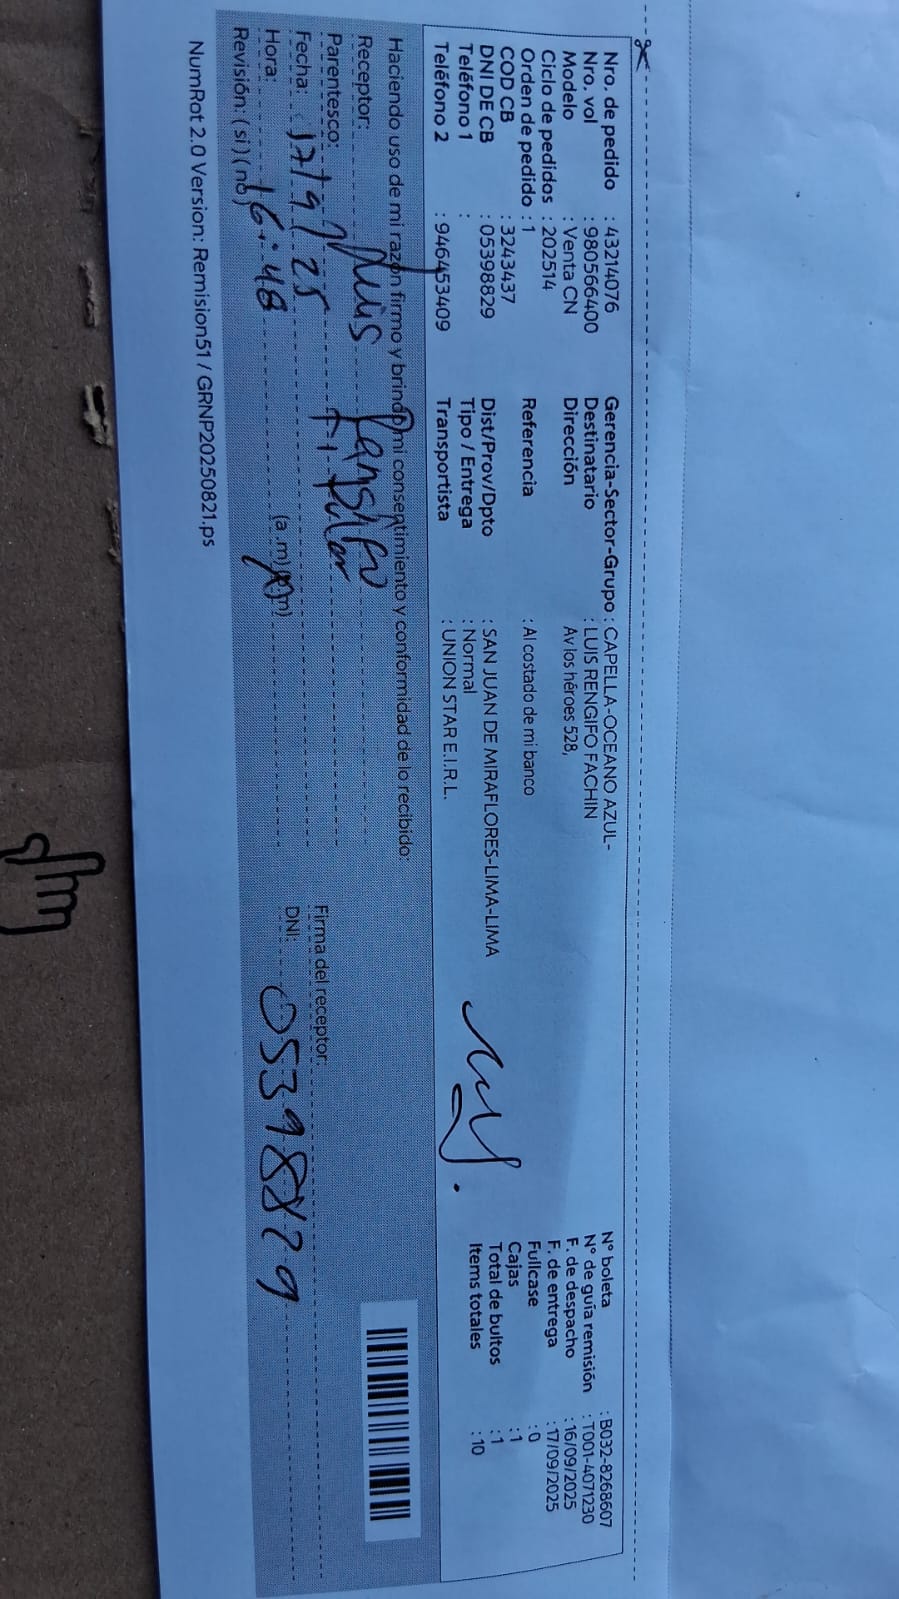 Nro. de pedido : 43214076
Nro. vol : 980566400
Modelo : Venta CN
Ciclo de pedidos : 202514
Orden de pedido : 1
COD CB : 3243437
DNI DE CB : 05398829
Teléfono 1 :
Teléfono 2 : 946453409
Gerencia-Sector-Grupo : CAPELLA-OCEANO AZUL-
Destinatario : LUIS RENGIFO FACHIN
Dirección Av los héroes 528,
Referencia : Al costado de mi banco
Dist/Prov/Dpto : SAN JUAN DE MIRAFLORES-LIMA-LIMA
Tipo / Entrega : Normal
Transportista : UNION STAR E.I.R.L.
N° boleta : B032-8268607
N° de guía remisión : T001-4071230
F. de despacho : 16/09/2025
F. de entrega : 17/09/2025
Fullcase : 0
Cajas : 1
Total de bultos : 1
Items totales : 10
Haciendo uso de mi razón firmo y brindo mi consentimiento y conformidad de lo recibido:
Receptor: Luis
Parentesco: Titular
Fecha: 17/9/25
Hora: 16:48 (a.m) (p.m)
Revisión: ( si ) ( no )
Firma del receptor:
DNI: 05398829
NumRot 2.0 Version: Remision51 / GRNP20250821.ps